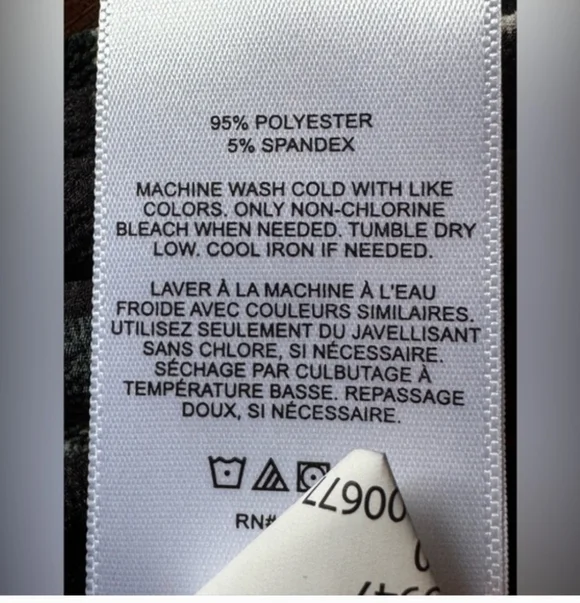 95% POLYESTER
5% SPANDEX
MACHINE WASH COLD WITH LIKE
COLORS. ONLY NON-CHLORINE
BLEACH WHEN NEEDED. TUMBLE DRY
LOW. COOL IRON IF NEEDED.
LAVER À LA MACHINE À L'EAU
FROIDE AVEC COULEURS SIMILAIRES.
UTILISEZ SEULEMENT DU JAVELLISANT
SANS CHLORE, SI NÉCESSAIRE.
SÉCHAGE PAR CULBUTAGE À
TEMPÉRATURE BASSE. REPASSAGE
DOUX, SI NÉCESSAIRE.
RN#